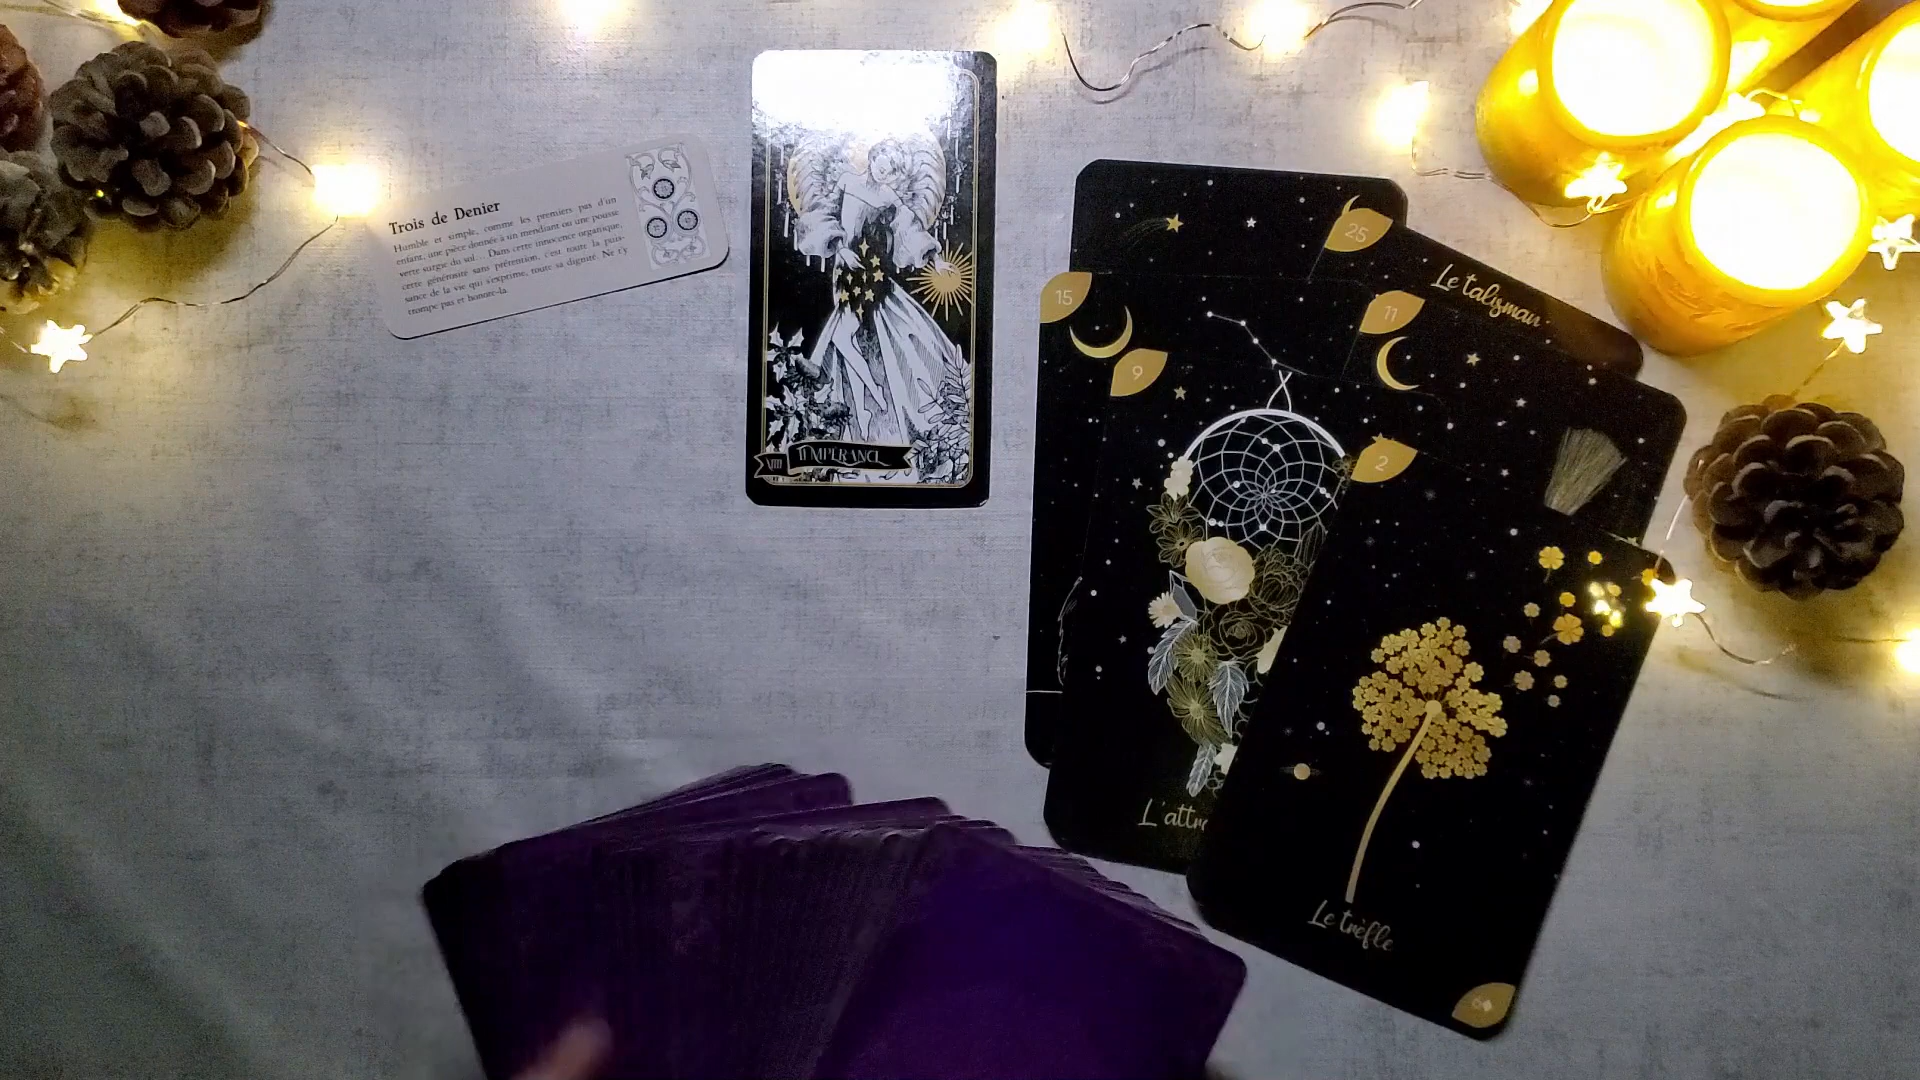 Trois de Denier
Humble et simple, comme les premiers pas d'un
enfant, une pièce donnée à un mendiant ou une pousse
verte surgie du sol... Dans cette innocence organique,
cette générosité sans prétention, c'est toute la puis-
sance de la vie qui s'exprime, toute sa dignité. Ne t'y
trompe pas et honore-la.
VIII
TEMPÉRANCE
25
Le talisman
15
11
9
2
L'attr
Le trèfle
6♦